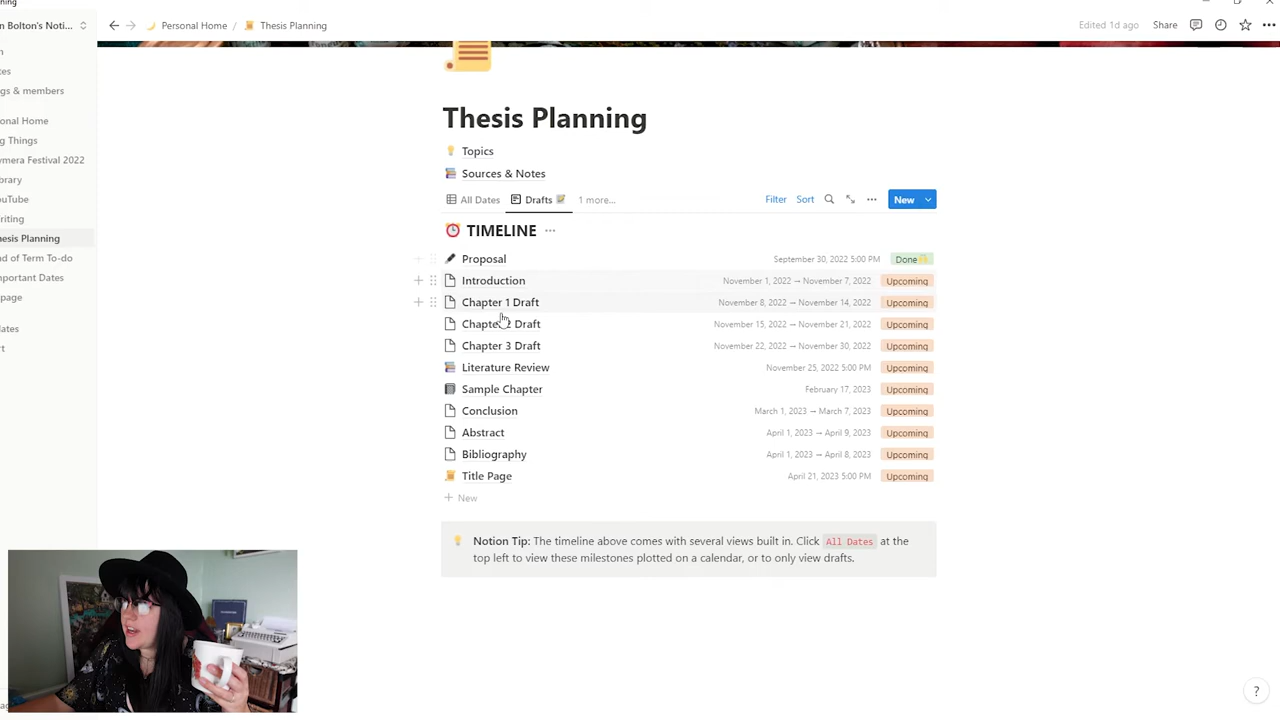 ning
n Bolton's Noti...
Personal Home / Thesis Planning
Edited 1d ago
Share
n
es
gs & members
onal Home
g Things
mera Festival 2022
brary
uTube
riting
hesis Planning
nd of Term To-do
portant Dates
page
lates
rt
Thesis Planning
Topics
Sources & Notes
All Dates Drafts 1 more...
Filter Sort New
TIMELINE
Proposal September 30, 2022 5:00 PM Done
Introduction November 1, 2022 → November 7, 2022 Upcoming
Chapter 1 Draft November 8, 2022 → November 14, 2022 Upcoming
Chapter 2 Draft November 15, 2022 → November 21, 2022 Upcoming
Chapter 3 Draft November 22, 2022 → November 30, 2022 Upcoming
Literature Review November 25, 2022 5:00 PM Upcoming
Sample Chapter February 17, 2023 Upcoming
Conclusion March 1, 2023 → March 7, 2023 Upcoming
Abstract April 1, 2023 → April 9, 2023 Upcoming
Bibliography April 1, 2023 → April 8, 2023 Upcoming
Title Page April 21, 2023 5:00 PM Upcoming
+ New
Notion Tip: The timeline above comes with several views built in. Click All Dates at the
top left to view these milestones plotted on a calendar, or to only view drafts.
?